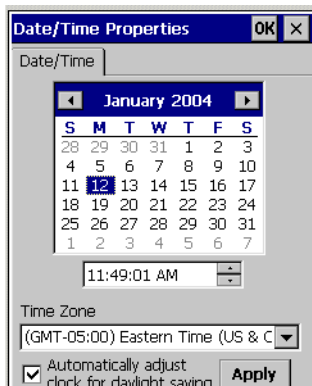 Date/Time Properties OK ×
Date/Time
January 2004
S M T W T F S
28 29 30 31 1 2 3
4 5 6 7 8 9 10
11 12 13 14 15 16 17
18 19 20 21 22 23 24
25 26 27 28 29 30 31
1 2 3 4 5 6 7
11:49:01 AM
Time Zone
(GMT-05:00) Eastern Time (US & C
Automatically adjust
clock for daylight saving
Apply